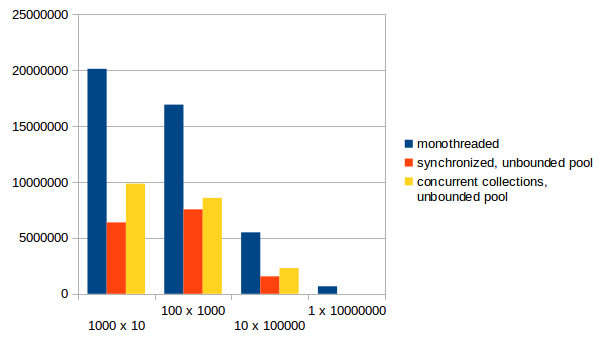 25000000
20000000
15000000
10000000
5000000
0
1000 x 10
100 x 1000
10 x 100000
1 x 10000000
monothreaded
synchronized, unbounded pool
concurrent collections,
unbounded pool